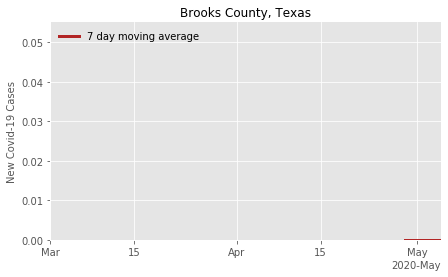 Brooks County, Texas
7 day moving average
New Covid-19 Cases
0.05
0.04
0.03
0.02
0.01
0.00
Mar
15
Apr
15
May
2020-May